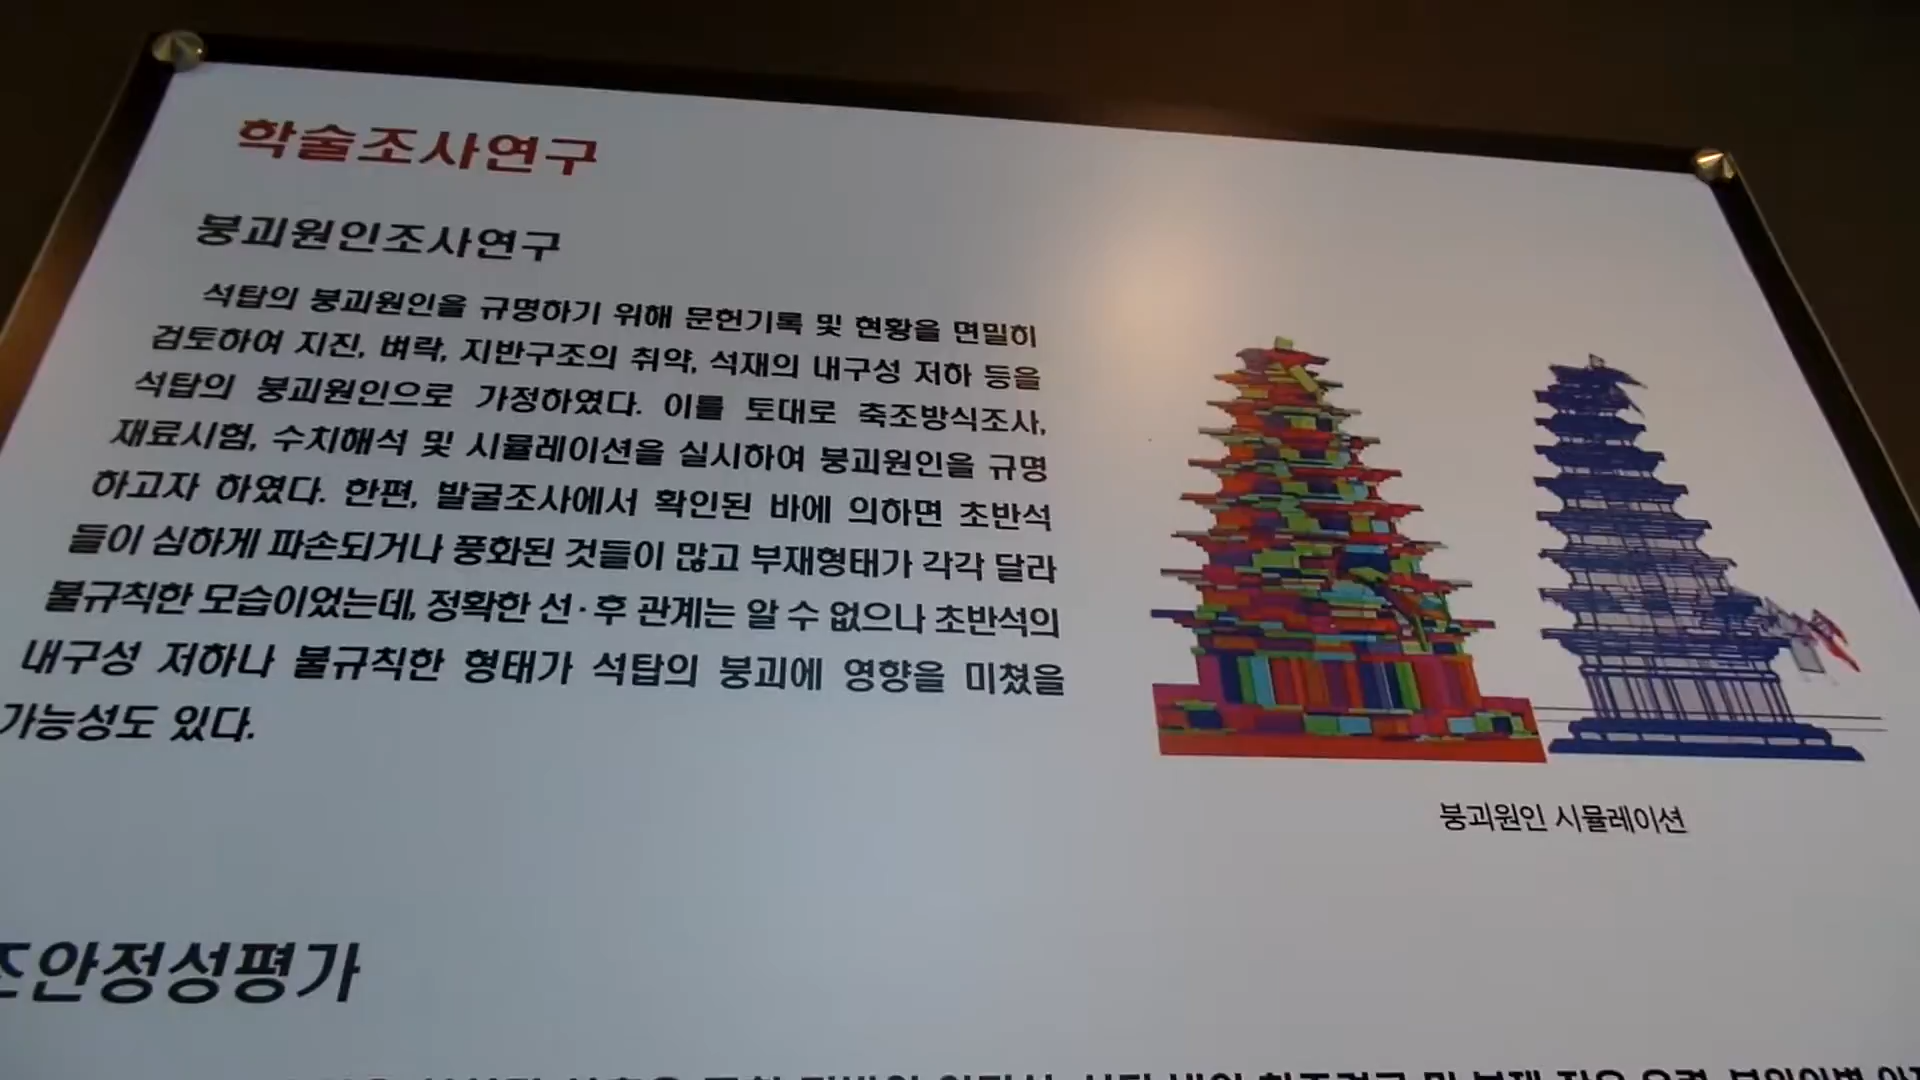 학술조사연구
붕괴원인조사연구
석탑의 붕괴원인을 규명하기 위해 문헌기록 및 현황을 면밀히
검토하여 지진, 벼락, 지반구조의 취약, 석재의 내구성 저하 등을
석탑의 붕괴원인으로 가정하였다. 이를 토대로 축조방식조사,
재료시험, 수치해석 및 시뮬레이션을 실시하여 붕괴원인을 규명
하고자 하였다. 한편, 발굴조사에서 확인된 바에 의하면 초반석
들이 심하게 파손되거나 풍화된 것들이 많고 부재형태가 각각 달라
불규칙한 모습이었는데, 정확한 선·후 관계는 알 수 없으나 초반석의
내구성 저하나 불규칙한 형태가 석탑의 붕괴에 영향을 미쳤을
가능성도 있다.
붕괴원인 시뮬레이션
조안정성평가